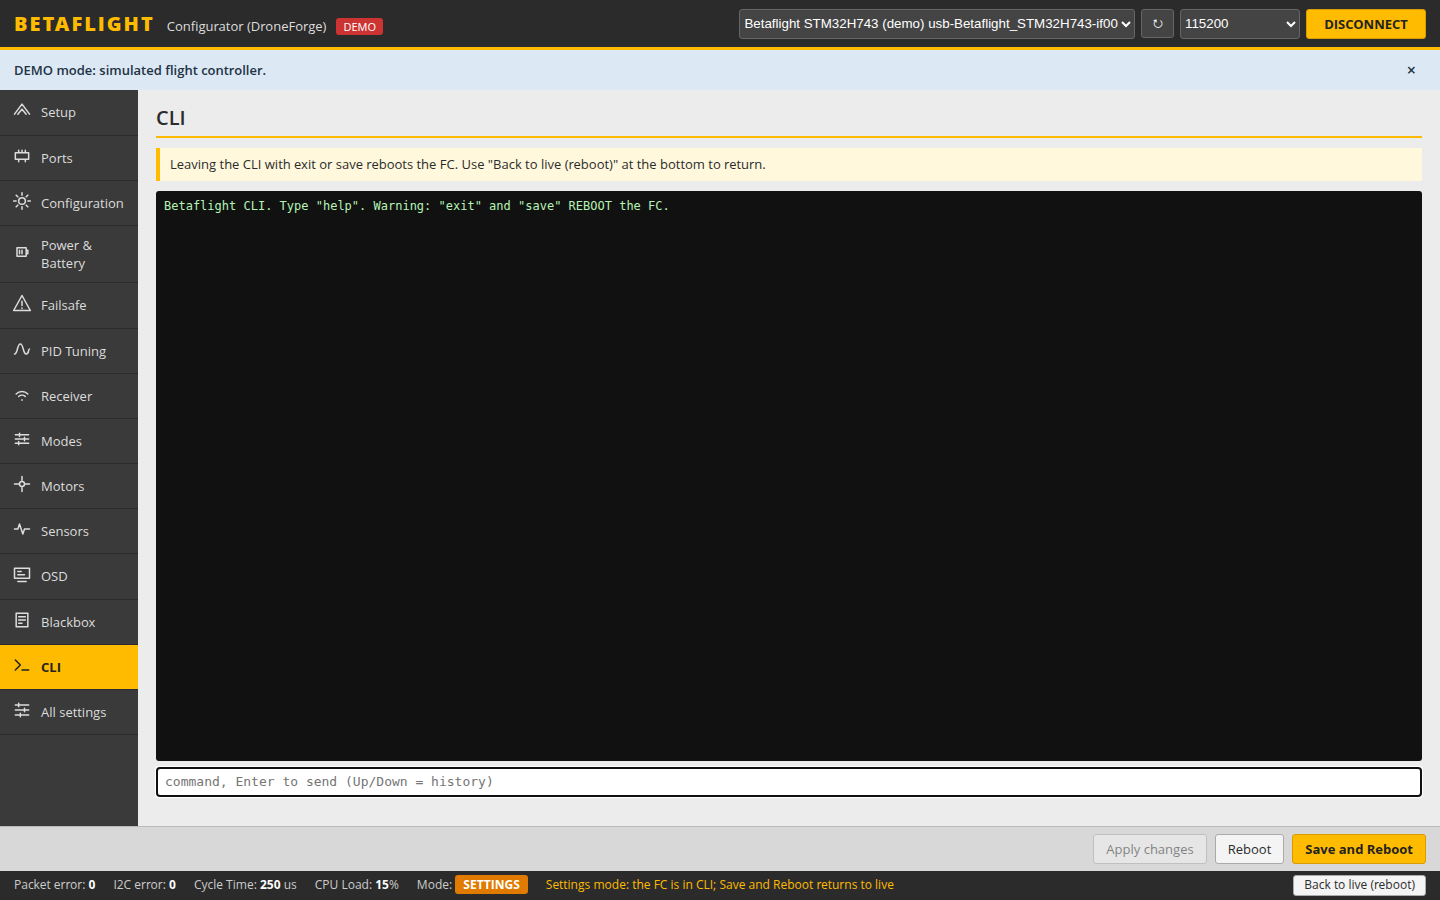 BETAFLIGHT Configurator (DroneForge) DEMO
Betaflight STM32H743 (demo) usb-Betaflight_STM32H743-if00
↻
115200
DISCONNECT
DEMO mode: simulated flight controller.
×
Setup
Ports
Configuration
Power &
Battery
Failsafe
PID Tuning
Receiver
Modes
Motors
Sensors
OSD
Blackbox
CLI
All settings
CLI
Leaving the CLI with exit or save reboots the FC. Use "Back to live (reboot)" at the bottom to return.
Betaflight CLI. Type "help". Warning: "exit" and "save" REBOOT the FC.
command, Enter to send (Up/Down = history)
Apply changes
Reboot
Save and Reboot
Packet error: 0 I2C error: 0 Cycle Time: 250 us CPU Load: 15% Mode: SETTINGS Settings mode: the FC is in CLI; Save and Reboot returns to live
Back to live (reboot)